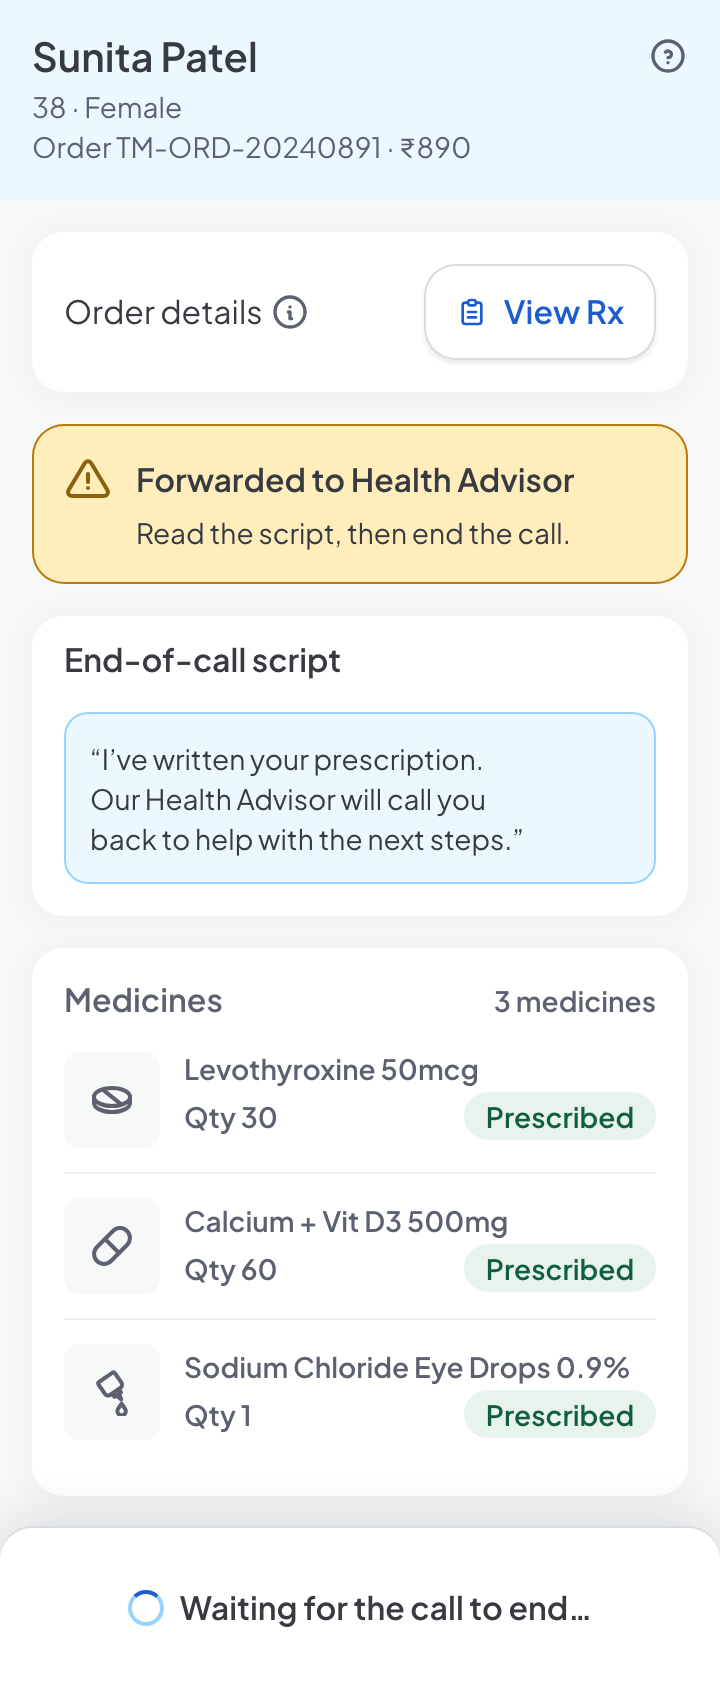 Sunita Patel
38 · Female
Order TM-ORD-20240891 · ₹890
Order details
View Rx
Forwarded to Health Advisor
Read the script, then end the call.
End-of-call script
“I’ve written your prescription.
Our Health Advisor will call you
back to help with the next steps.”
Medicines
3 medicines
Levothyroxine 50mcg
Qty 30
Prescribed
Calcium + Vit D3 500mg
Qty 60
Prescribed
Sodium Chloride Eye Drops 0.9%
Qty 1
Prescribed
Waiting for the call to end…